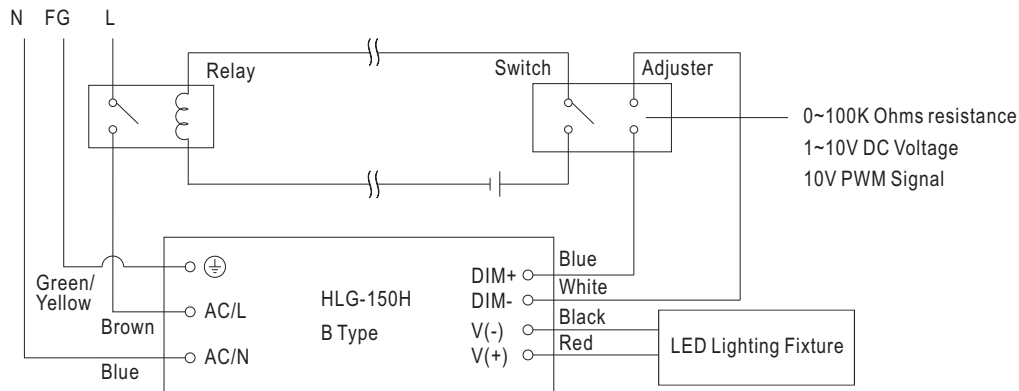 N FG L
Relay
Switch
Adjuster
0~100K Ohms resistance
1~10V DC Voltage
10V PWM Signal
Green/
Yellow
Brown
Blue
AC/L
AC/N
HLG-150H
B Type
DIM+
DIM-
V(-)
V(+)
Blue
White
Black
Red
LED Lighting Fixture